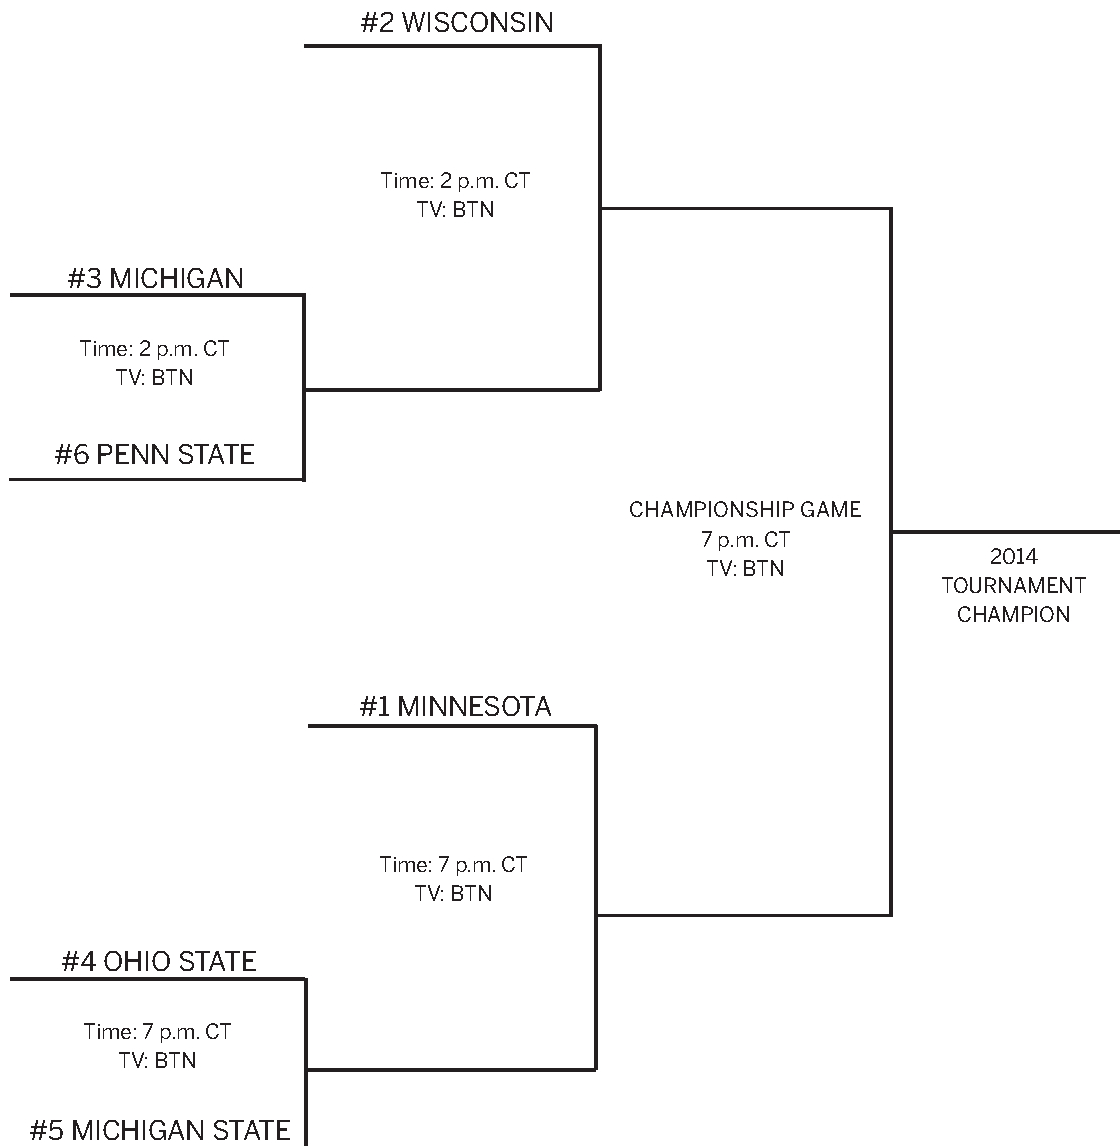 #2 WISCONSIN
Time: 2 p.m. CT
TV: BTN
#3 MICHIGAN
Time: 2 p.m. CT
TV: BTN
#6 PENN STATE
CHAMPIONSHIP GAME
7 p.m. CT
TV: BTN
2014
TOURNAMENT
CHAMPION
#1 MINNESOTA
Time: 7 p.m. CT
TV: BTN
#4 OHIO STATE
Time: 7 p.m. CT
TV: BTN
#5 MICHIGAN STATE